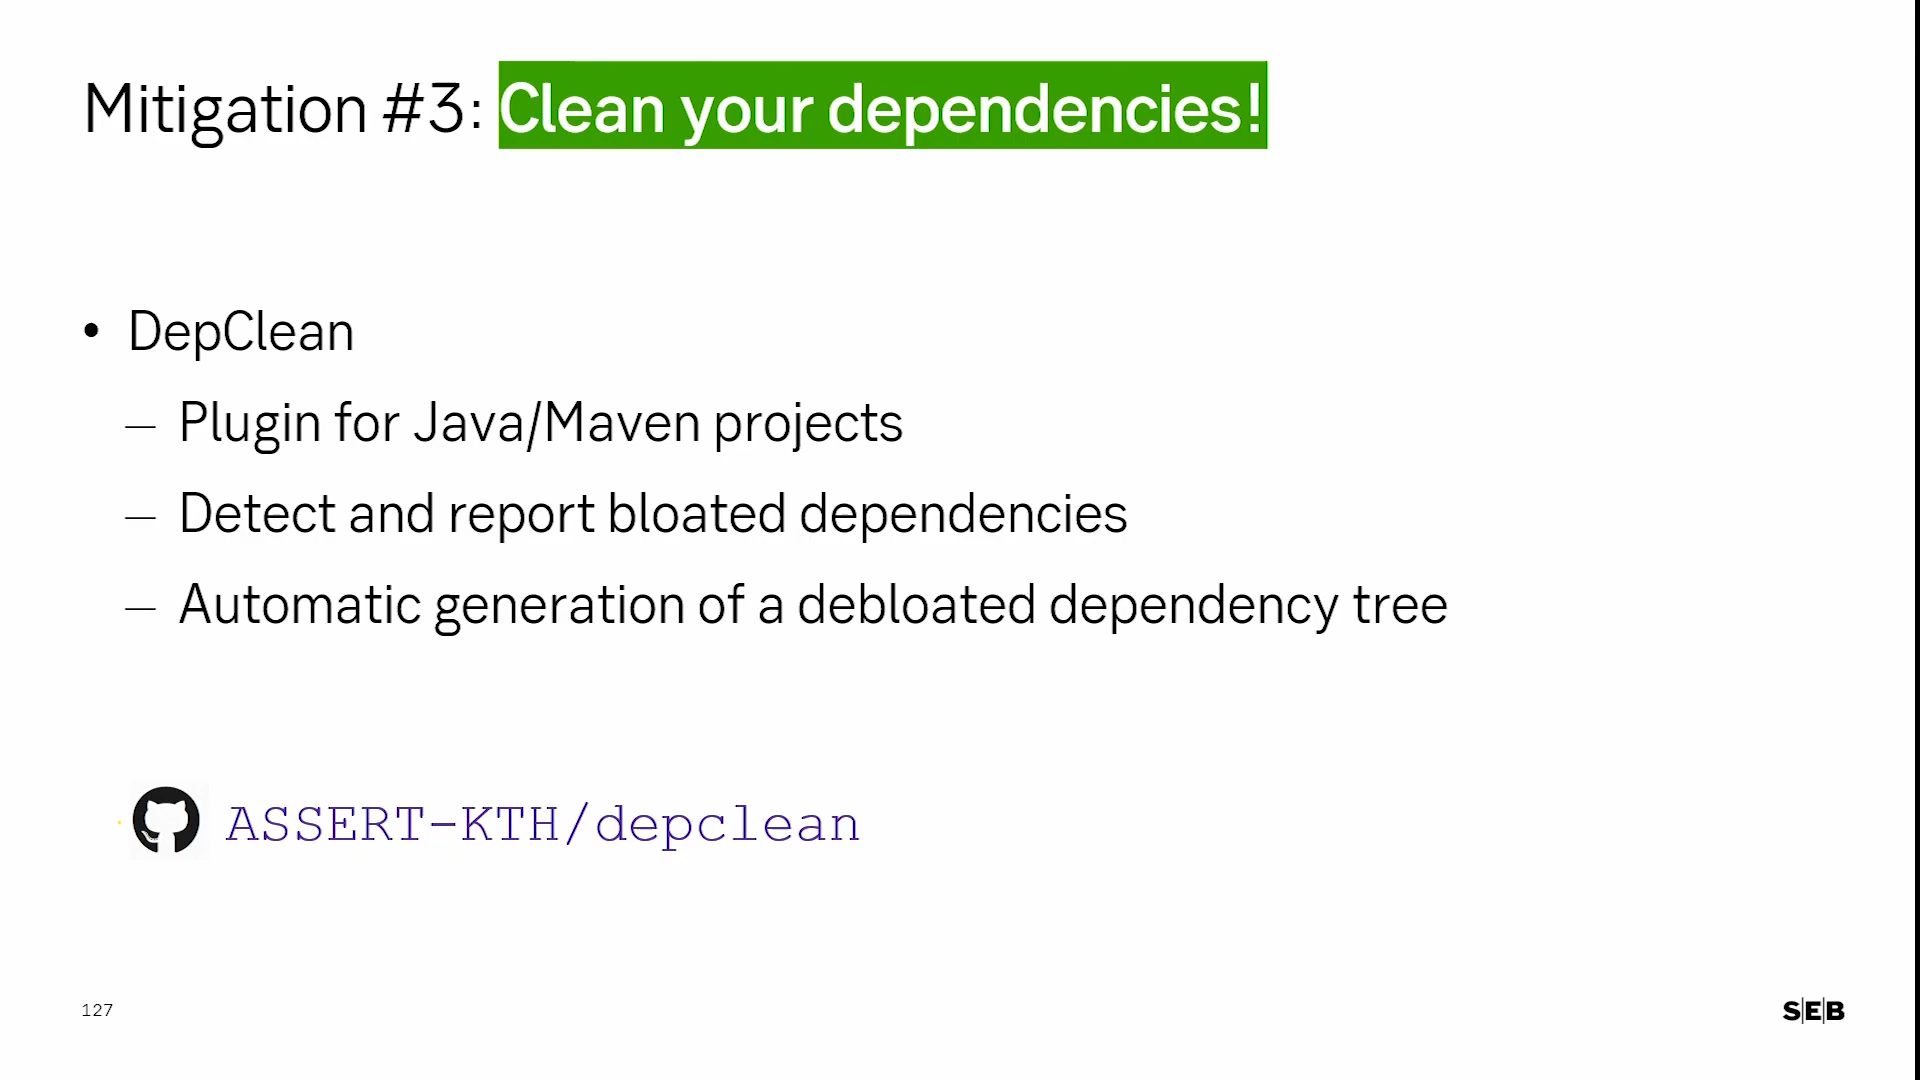 Mitigation #3: Clean your dependencies!
• DepClean
— Plugin for Java/Maven projects
— Detect and report bloated dependencies
— Automatic generation of a debloated dependency tree
ASSERT-KTH/depclean
127
S|E|B